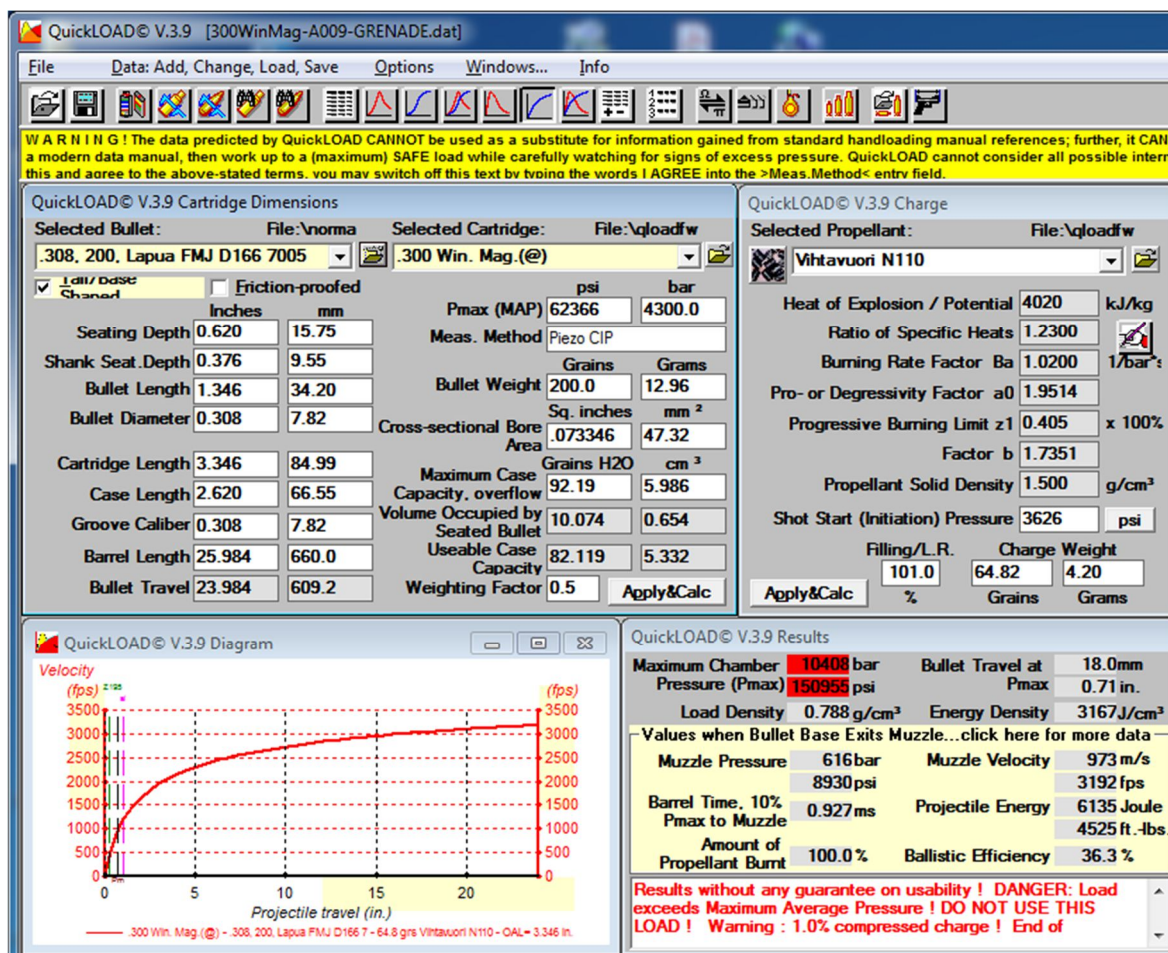 QuickLOAD© V.3.9 [300WinMag-A009-GRENADE.dat]
File Data: Add, Change, Load, Save Options Windows... Info
W A R N I N G ! The data predicted by QuickLOAD CANNOT be used as a substitute for information gained from standard handloading manual references; further, it CAN
a modern data manual, then work up to a (maximum) SAFE load while carefully watching for signs of excess pressure. QuickLOAD cannot consider all possible intern
this and agree to the above-stated terms, you may switch off this text by typing the words I AGREE into the >Meas.Method< entry field.
QuickLOAD© V.3.9 Cartridge Dimensions
Selected Bullet: File:\norma Selected Cartridge: File:\qloadfw
.308, 200, Lapua FMJ D166 7005 .300 Win. Mag.(@)
Tail/Base Shaped Friction-proofed
Inches mm
Seating Depth 0.620 15.75
Shank Seat.Depth 0.376 9.55
Bullet Length 1.346 34.20
Bullet Diameter 0.308 7.82
Cartridge Length 3.346 84.99
Case Length 2.620 66.55
Groove Caliber 0.308 7.82
Barrel Length 25.984 660.0
Bullet Travel 23.984 609.2
psi bar
Pmax (MAP) 62366 4300.0
Meas. Method Piezo CIP
Grains Grams
Bullet Weight 200.0 12.96
Sq. inches mm ²
Cross-sectional Bore Area .073346 47.32
Grains H2O cm ³
Maximum Case Capacity, overflow 92.19 5.986
Volume Occupied by Seated Bullet 10.074 0.654
Useable Case Capacity 82.119 5.332
Weighting Factor 0.5 Apply&Calc
QuickLOAD© V.3.9 Charge
Selected Propellant: File:\qloadfw
Vihtavuori N110
Heat of Explosion / Potential 4020 kJ/kg
Ratio of Specific Heats 1.2300
Burning Rate Factor Ba 1.0200 1/bar*s
Pro- or Degressivity Factor a0 1.9514
Progressive Burning Limit z1 0.405 x 100%
Factor b 1.7351
Propellant Solid Density 1.500 g/cm³
Shot Start (Initiation) Pressure 3626 psi
Filling/L.R. Charge Weight
Apply&Calc 101.0 64.82 4.20
% Grains Grams
QuickLOAD© V.3.9 Diagram
Velocity
(fps) (fps)
3500 3500
3000 3000
2500 2500
2000 2000
1500 1500
1000 1000
500 500
0 0
0 5 10 15 20
Projectile travel (in.)
.300 Win. Mag.(@) - .308, 200, Lapua FMJ D166 7 - 64.8 grs Vihtavuori N110 - OAL= 3.346 in.
QuickLOAD© V.3.9 Results
Maximum Chamber Pressure (Pmax) 10408 bar
150955 psi
Bullet Travel at Pmax 18.0 mm
0.71 in.
Load Density 0.788 g/cm³ Energy Density 3167 J/cm³
Values when Bullet Base Exits Muzzle...click here for more data
Muzzle Pressure 616 bar
8930 psi
Muzzle Velocity 973 m/s
3192 fps
Barrel Time, 10% Pmax to Muzzle 0.927 ms
Projectile Energy 6135 Joule
4525 ft.-lbs.
Amount of Propellant Burnt 100.0 % Ballistic Efficiency 36.3 %
Results without any guarantee on usability ! DANGER: Load
exceeds Maximum Average Pressure ! DO NOT USE THIS
LOAD ! Warning : 1.0% compressed charge ! End of